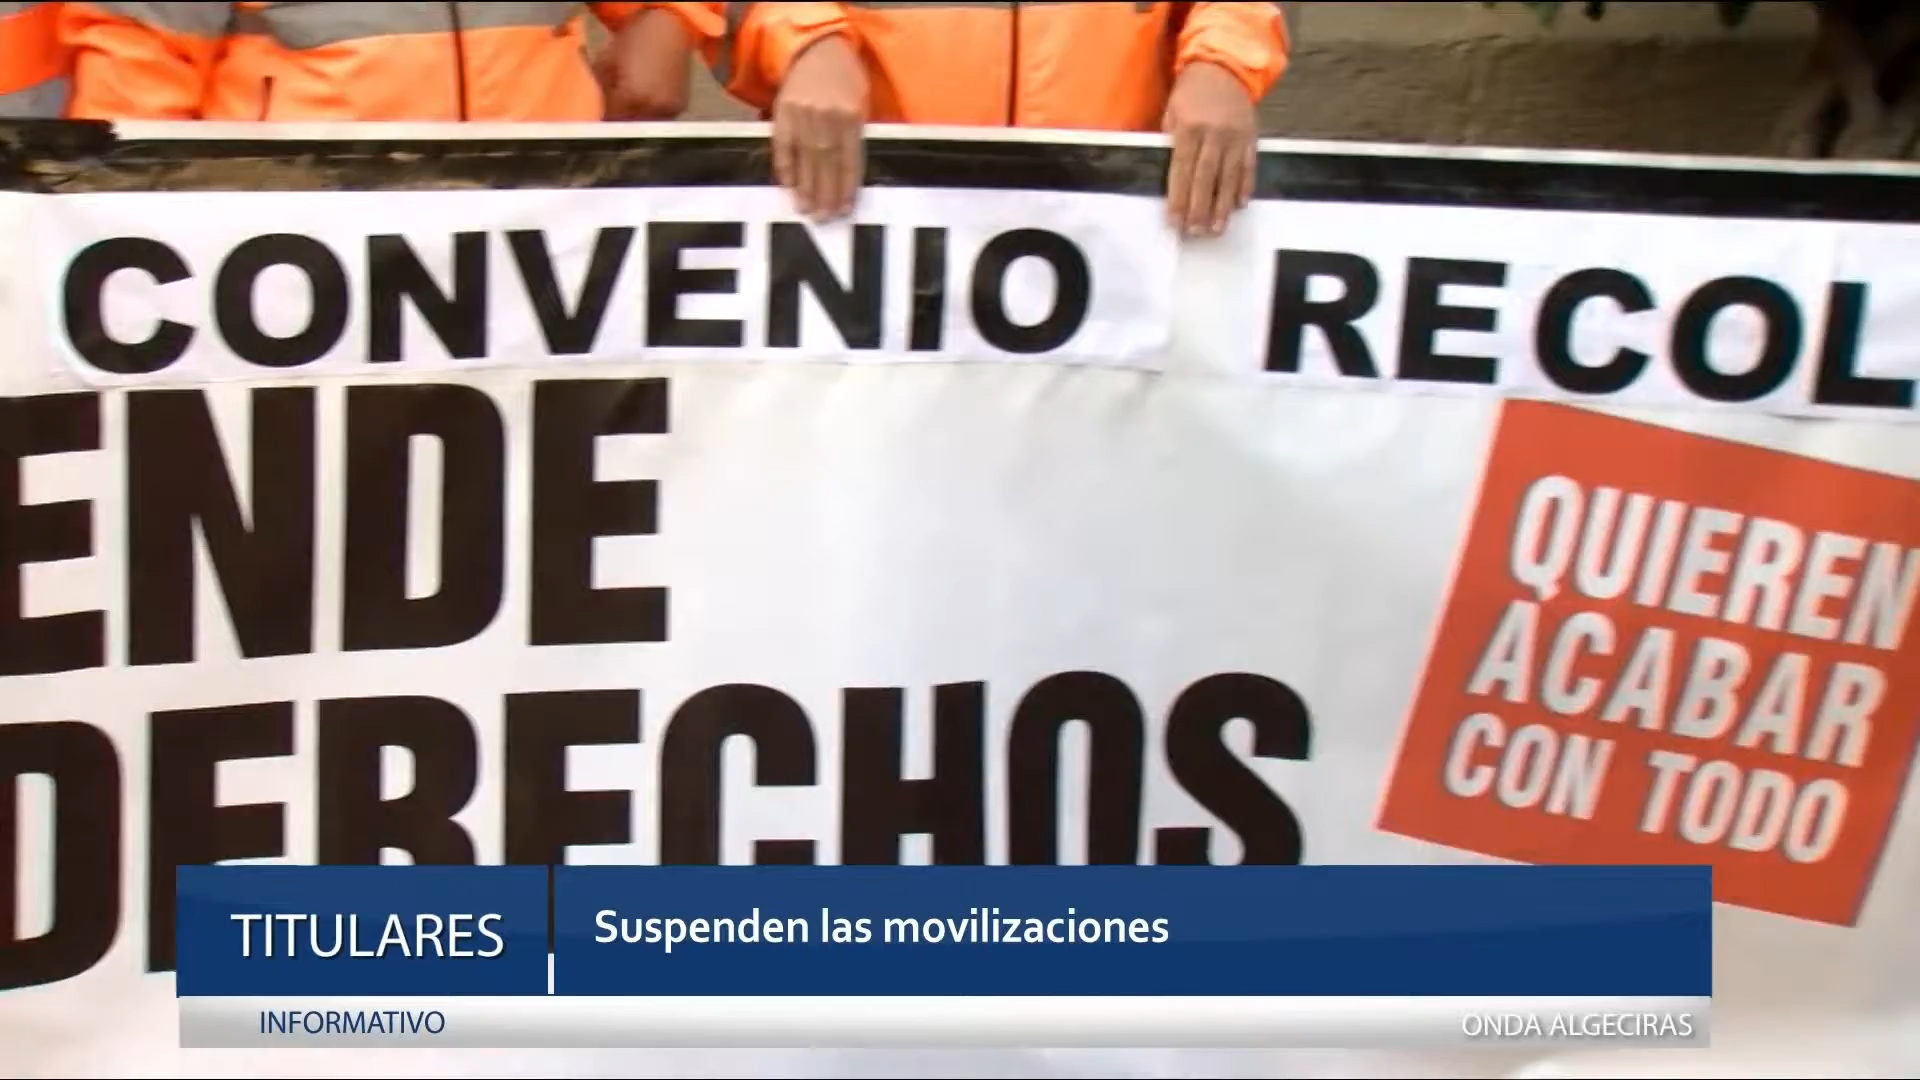 CONVENIO RECOL
ENDE
DERECHOS
QUIEREN
ACABAR
CON TODO
TITULARES
Suspenden las movilizaciones
INFORMATIVO
ONDA ALGECIRAS